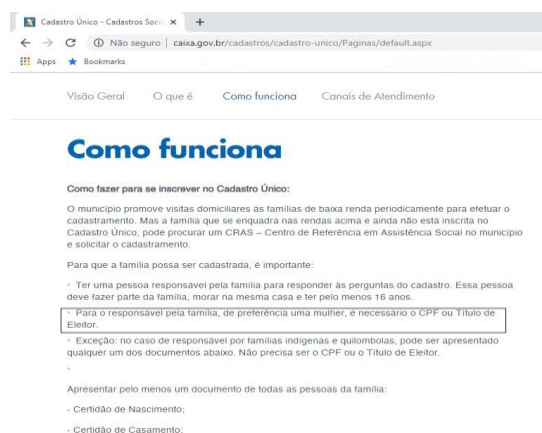 Cadastro Único - Cadastros Socia
Não seguro | caixa.gov.br/cadastros/cadastro-unico/Paginas/default.aspx
Apps Bookmarks
Visão Geral O que é Como funciona Canais de Atendimento
Como funciona
Como fazer para se inscrever no Cadastro Único:
O município promove visitas domiciliares às famílias de baixa renda periodicamente para efetuar o
cadastramento. Mas a família que se enquadra nas rendas acima e ainda não está inscrita no
Cadastro Único, pode procurar um CRAS – Centro de Referência em Assistência Social no município
e solicitar o cadastramento.
Para que a família possa ser cadastrada, é importante:
• Ter uma pessoa responsável pela família para responder às perguntas do cadastro. Essa pessoa
deve fazer parte da família, morar na mesma casa e ter pelo menos 16 anos.
• Para o responsável pela família, de preferência uma mulher, é necessário o CPF ou Título de
Eleitor.
• Exceção: no caso de responsável por famílias indígenas e quilombolas, pode ser apresentado
qualquer um dos documentos abaixo. Não precisa ser o CPF ou o Título de Eleitor.
•
Apresentar pelo menos um documento de todas as pessoas da família:
- Certidão de Nascimento;
- Certidão de Casamento;